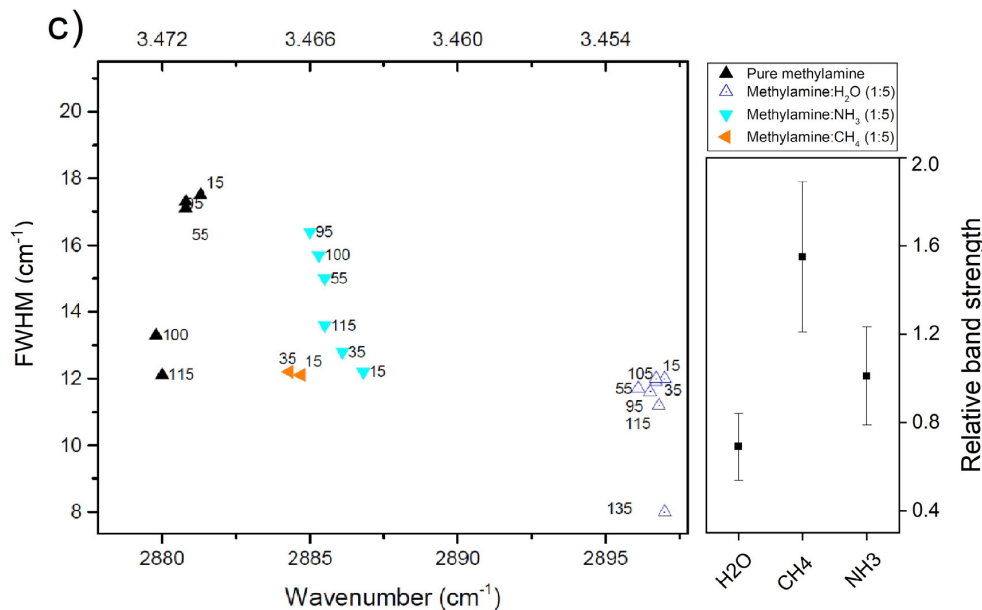 c)
3.472 3.466 3.460 3.454
Pure methylamine
Methylamine:H₂O (1:5)
Methylamine:NH₃ (1:5)
Methylamine:CH₄ (1:5)
FWHM (cm⁻¹)
20
18
16
14
12
10
8
15
95
55
100
115
95
100
55
115
35
15
35 15
105 15
55 35
95
115
135
2880 2885 2890 2895
Wavenumber (cm⁻¹)
2.0
1.6
1.2
0.8
0.4
Relative band strength
H2O CH4 NH3